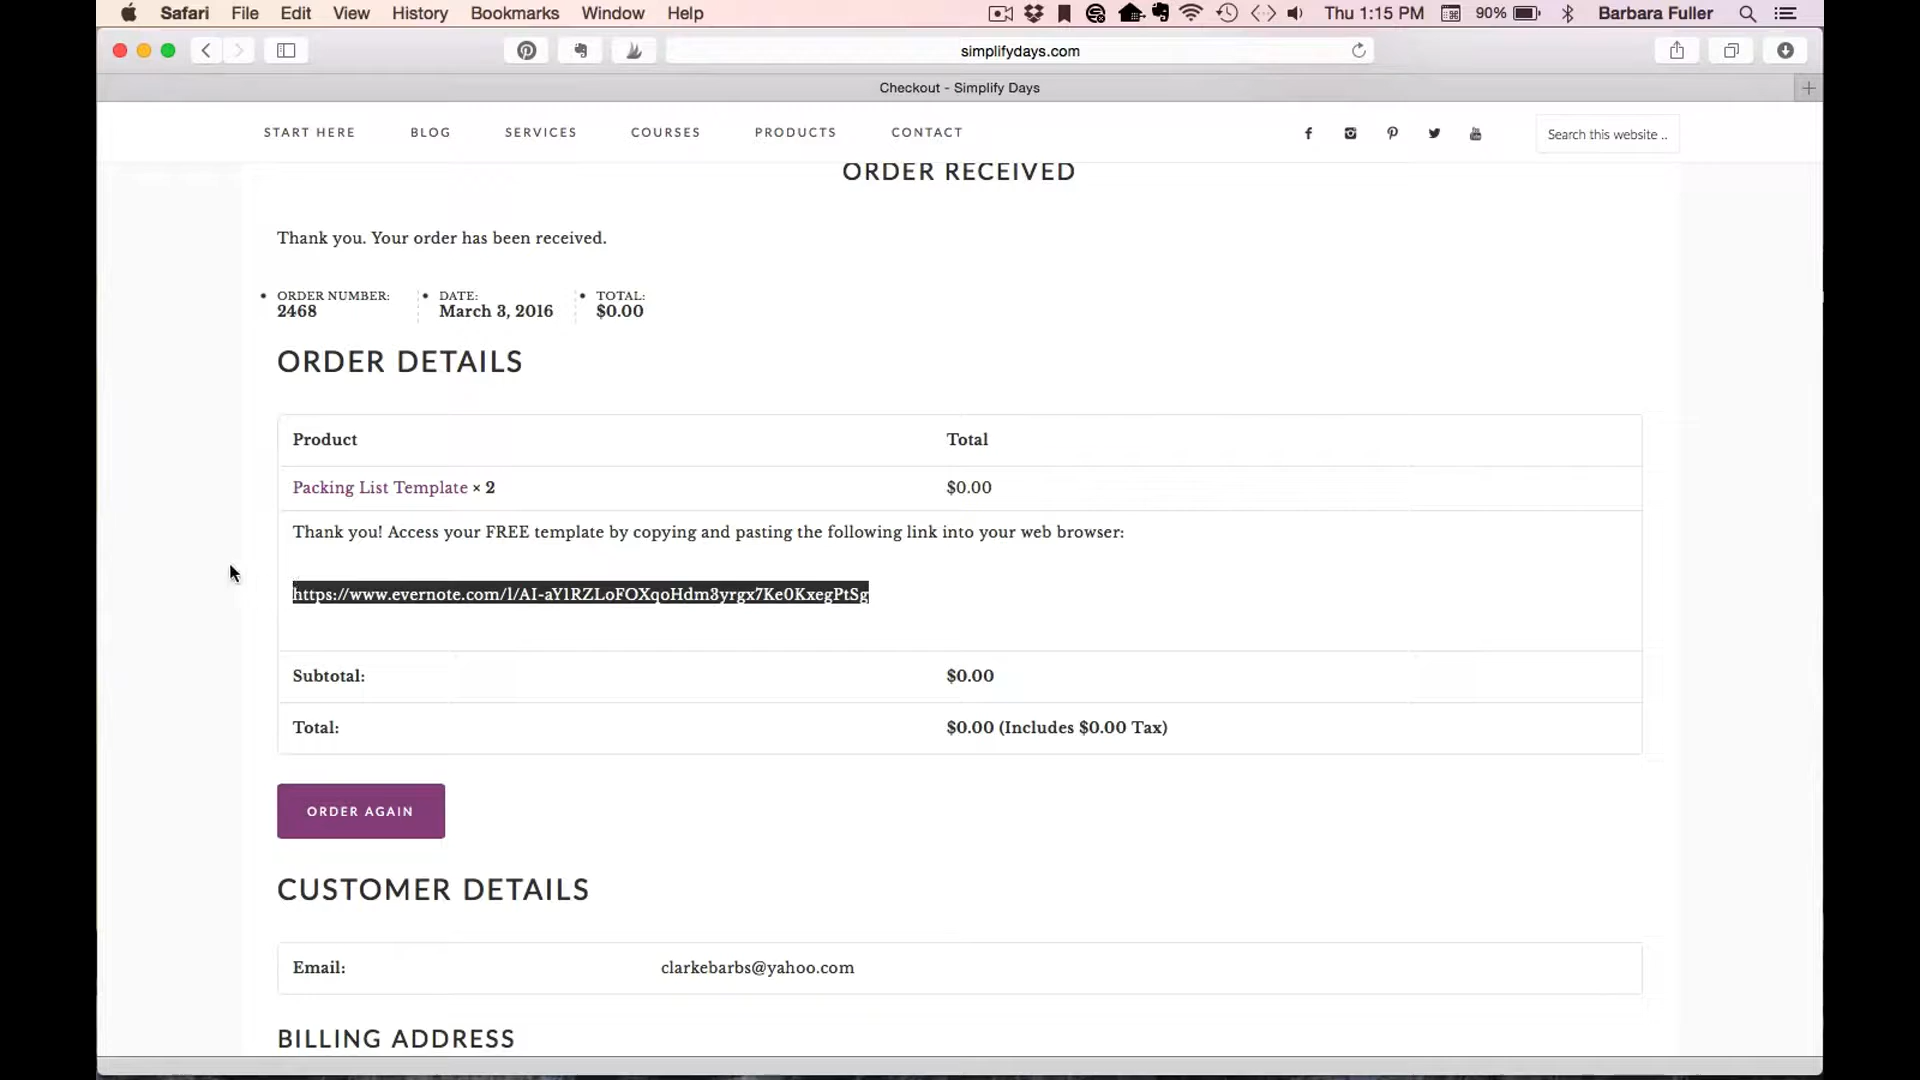 Safari File Edit View History Bookmarks Window Help Thu 1:15 PM 90% Barbara Fuller
simplifydays.com
Checkout - Simplify Days
START HERE BLOG SERVICES COURSES PRODUCTS CONTACT Search this website ..
ORDER RECEIVED
Thank you. Your order has been received.
ORDER NUMBER: DATE: TOTAL:
2468 March 3, 2016 $0.00
ORDER DETAILS
Product Total
Packing List Template × 2 $0.00
Thank you! Access your FREE template by copying and pasting the following link into your web browser:
https://www.evernote.com/l/AI-aY1RZLoFOXqoHdm3yrgx7Ke0KxegPtSg
Subtotal: $0.00
Total: $0.00 (Includes $0.00 Tax)
ORDER AGAIN
CUSTOMER DETAILS
Email: clarkebarbs@yahoo.com
BILLING ADDRESS